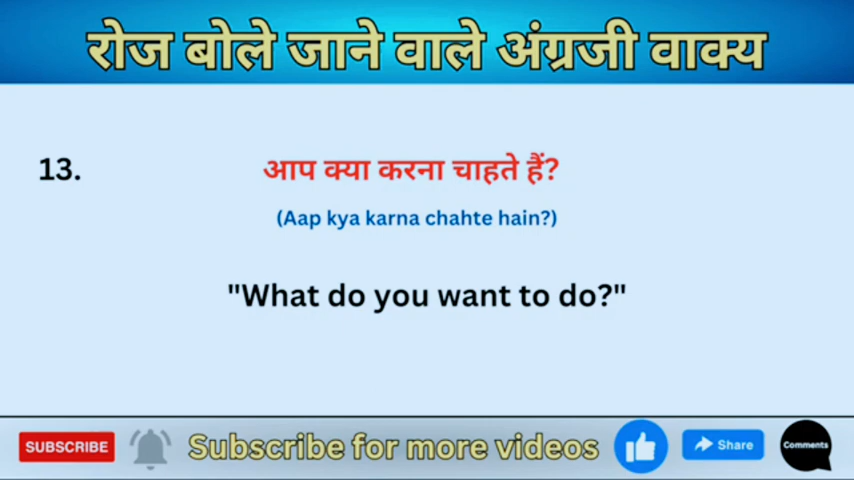 रोज बोले जाने वाले अंग्रजी वाक्य
13.
आप क्या करना चाहते हैं?
(Aap kya karna chahte hain?)
"What do you want to do?"
SUBSCRIBE
Subscribe for more videos
Share
Comments